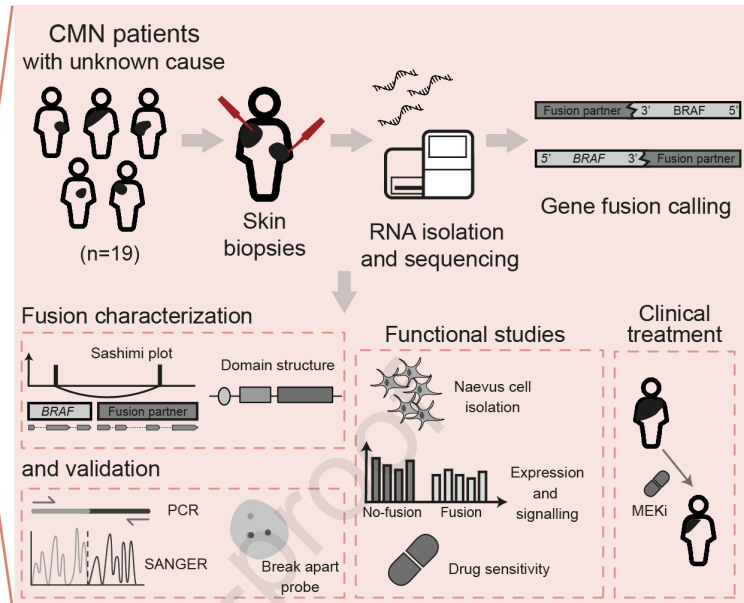 CMN patients
with unknown cause
(n=19)
Skin
biopsies
RNA isolation
and sequencing
Fusion partner 3' BRAF 5'
5' BRAF 3' Fusion partner
Gene fusion calling
Fusion characterization
Sashimi plot
BRAF Fusion partner
Domain structure
and validation
PCR
SANGER
Break apart
probe
Functional studies
Naevus cell
isolation
No-fusion Fusion
Expression
and
signalling
Drug sensitivity
Clinical
treatment
MEKi